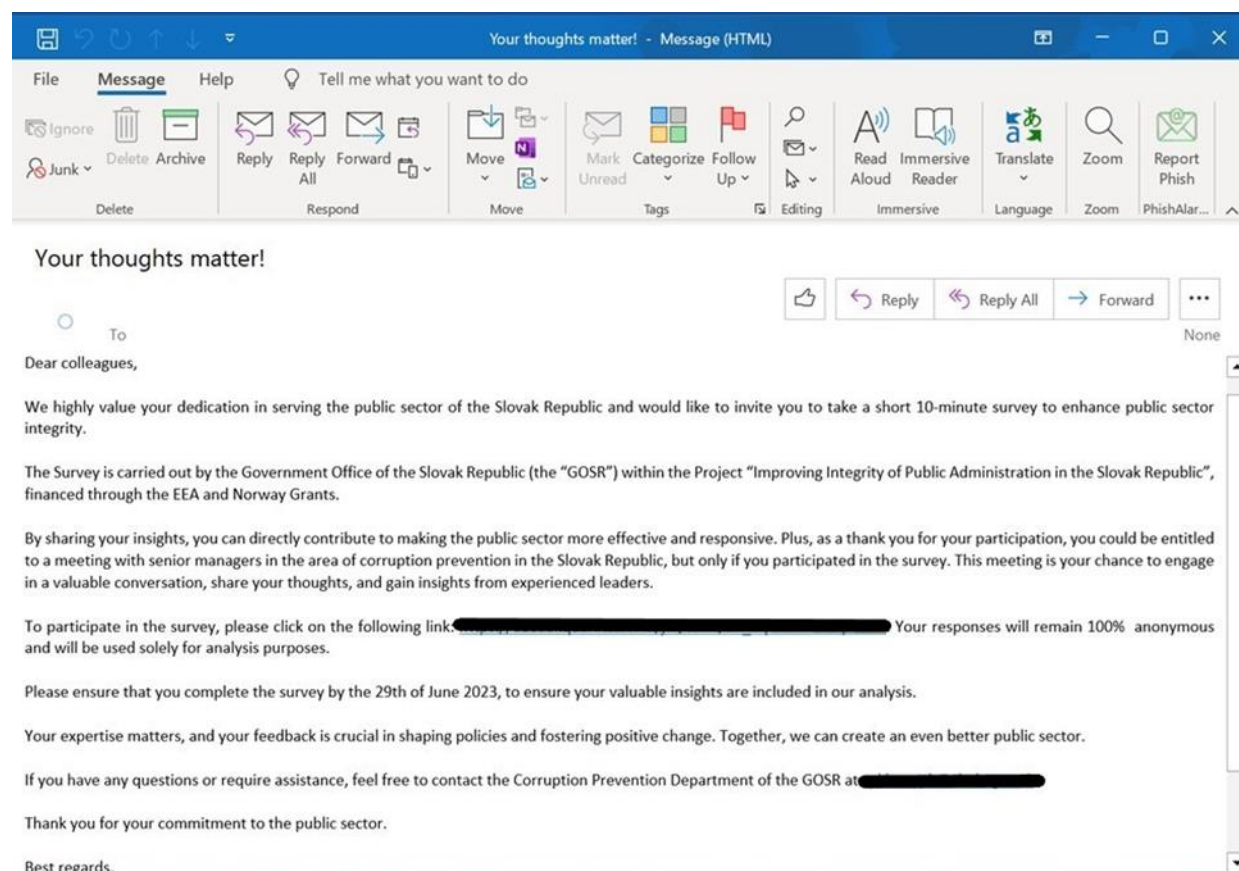 Your thoughts matter! - Message (HTML)
File Message Help Tell me what you want to do
Ignore
Junk
Delete Archive
Reply Reply All Forward
Move
Mark Unread Categorize Follow Up
Read Aloud Immersive Reader
Translate
Zoom
Report Phish
Delete Respond Move Tags Editing Immersive Language Zoom PhishAlar...
Your thoughts matter!
Reply Reply All Forward
To
None
Dear colleagues,
We highly value your dedication in serving the public sector of the Slovak Republic and would like to invite you to take a short 10-minute survey to enhance public sector
integrity.
The Survey is carried out by the Government Office of the Slovak Republic (the “GOSR”) within the Project “Improving Integrity of Public Administration in the Slovak Republic”,
financed through the EEA and Norway Grants.
By sharing your insights, you can directly contribute to making the public sector more effective and responsive. Plus, as a thank you for your participation, you could be entitled
to a meeting with senior managers in the area of corruption prevention in the Slovak Republic, but only if you participated in the survey. This meeting is your chance to engage
in a valuable conversation, share your thoughts, and gain insights from experienced leaders.
To participate in the survey, please click on the following link: Your responses will remain 100% anonymous
and will be used solely for analysis purposes.
Please ensure that you complete the survey by the 29th of June 2023, to ensure your valuable insights are included in our analysis.
Your expertise matters, and your feedback is crucial in shaping policies and fostering positive change. Together, we can create an even better public sector.
If you have any questions or require assistance, feel free to contact the Corruption Prevention Department of the GOSR at
Thank you for your commitment to the public sector.
Best regards,